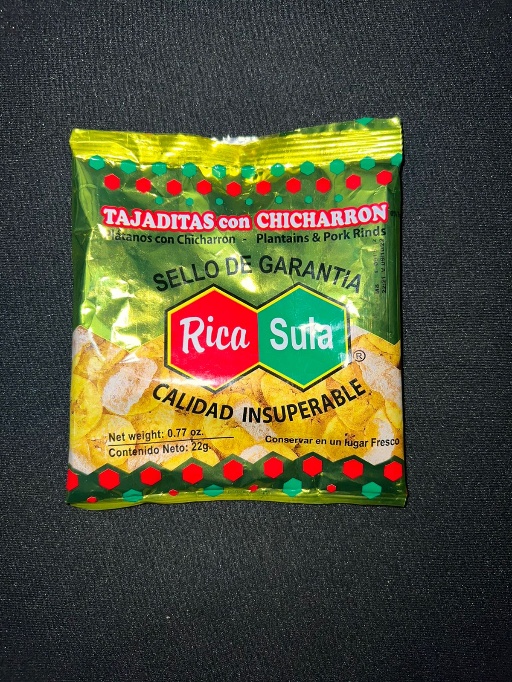 TAJADITAS con CHICHARRON
Plátanos con Chicharron - Plantains & Pork Rinds
SELLO DE GARANTíA
Rica Sula
®
CALIDAD INSUPERABLE
Net weight: 0.77 oz.
Contenido Neto: 22g.
Conservar en un lugar Fresco